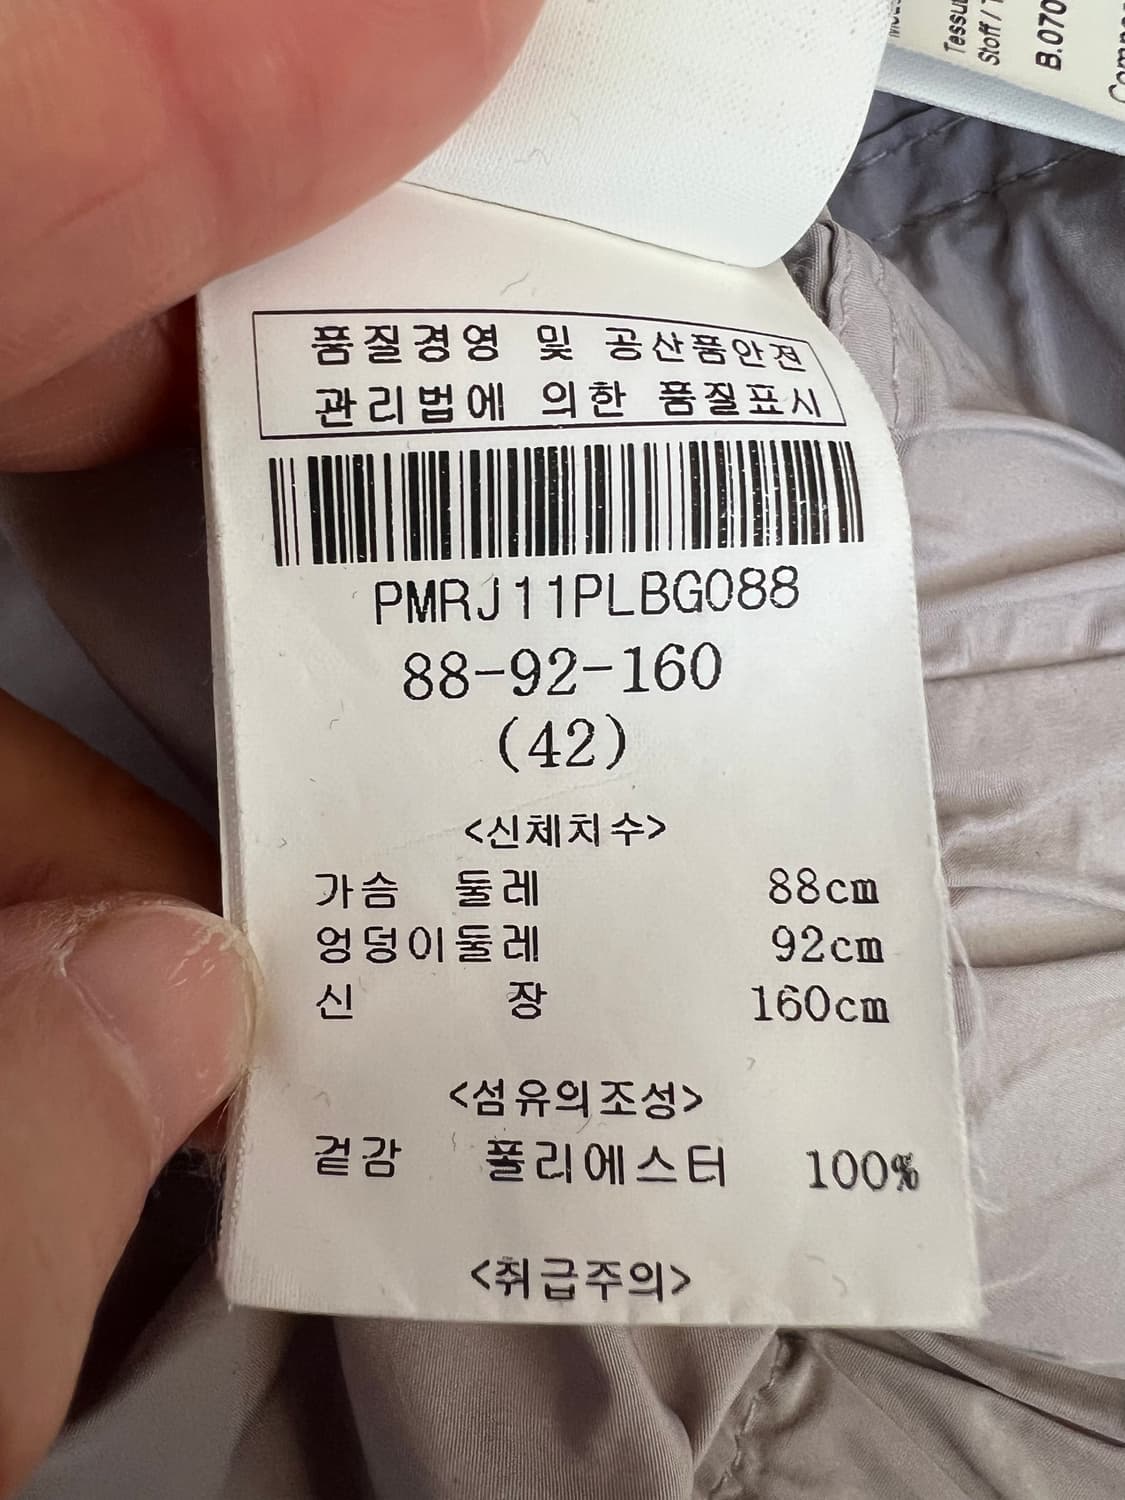 품질경영 및 공산품안전
관리법에 의한 품질표시
PMRJ11PLBG088
88-92-160
(42)
<신체치수>
가슴 둘레 88cm
엉덩이둘레 92cm
신 장 160cm
<섬유의조성>
겉감 폴리에스터 100%
<취급주의>
Stoff /
B.070